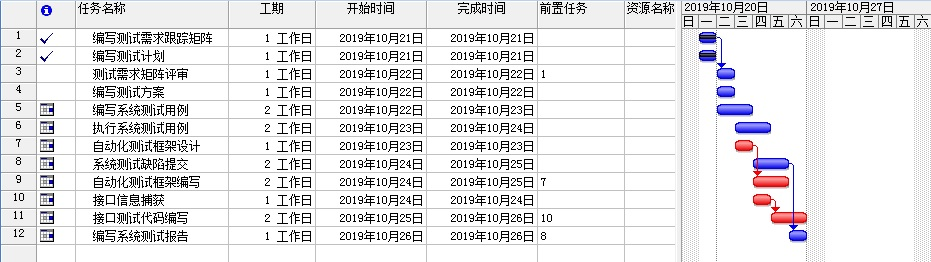 任务名称 工期 开始时间 完成时间 前置任务 资源名称 2019年10月20日 2019年10月27日
日 一 二 三 四 五 六 日 一 二 三 四 五 六
1 编写测试需求跟踪矩阵 1 工作日 2019年10月21日 2019年10月21日
2 编写测试计划 1 工作日 2019年10月21日 2019年10月21日
3 测试需求矩阵评审 1 工作日 2019年10月22日 2019年10月22日 1
4 编写测试方案 1 工作日 2019年10月22日 2019年10月22日
5 编写系统测试用例 2 工作日 2019年10月22日 2019年10月23日
6 执行系统测试用例 2 工作日 2019年10月23日 2019年10月24日
7 自动化测试框架设计 1 工作日 2019年10月23日 2019年10月23日
8 系统测试缺陷提交 2 工作日 2019年10月24日 2019年10月25日
9 自动化测试框架编写 2 工作日 2019年10月24日 2019年10月25日 7
10 接口信息捕获 1 工作日 2019年10月24日 2019年10月24日
11 接口测试代码编写 2 工作日 2019年10月25日 2019年10月26日 10
12 编写系统测试报告 1 工作日 2019年10月26日 2019年10月26日 8